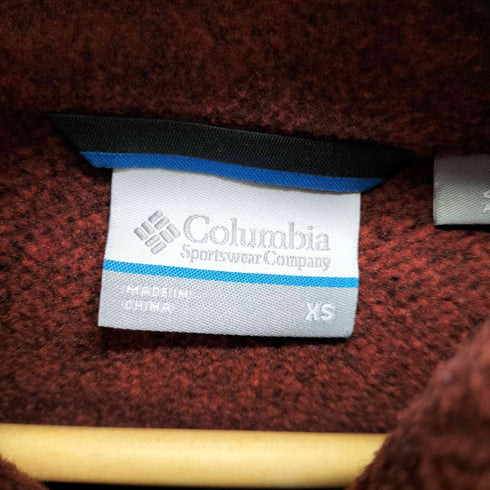 Columbia
Sportswear Company
MADE IN
CHINA
XS